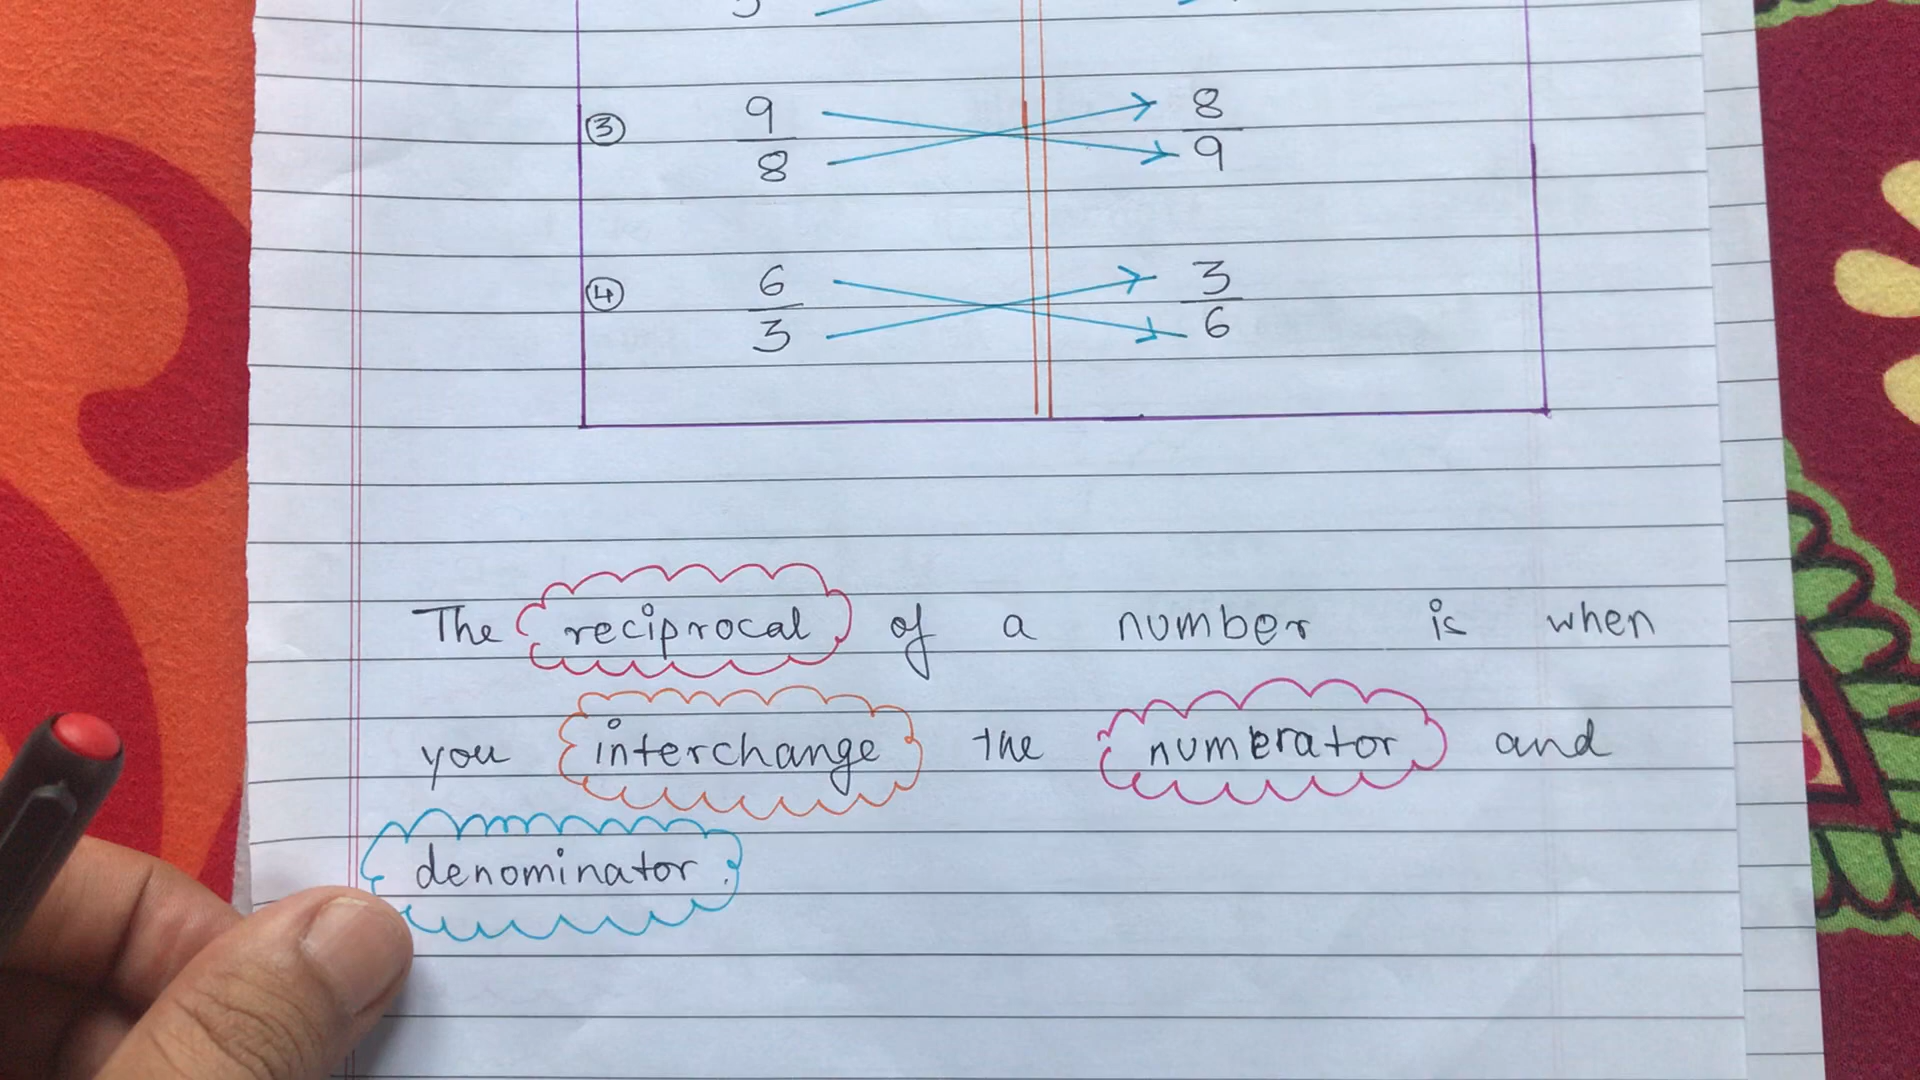 ③ 9/8 8/9
④ 6/3 3/6
The reciprocal of a number is when
you interchange the numerator and
denominator.